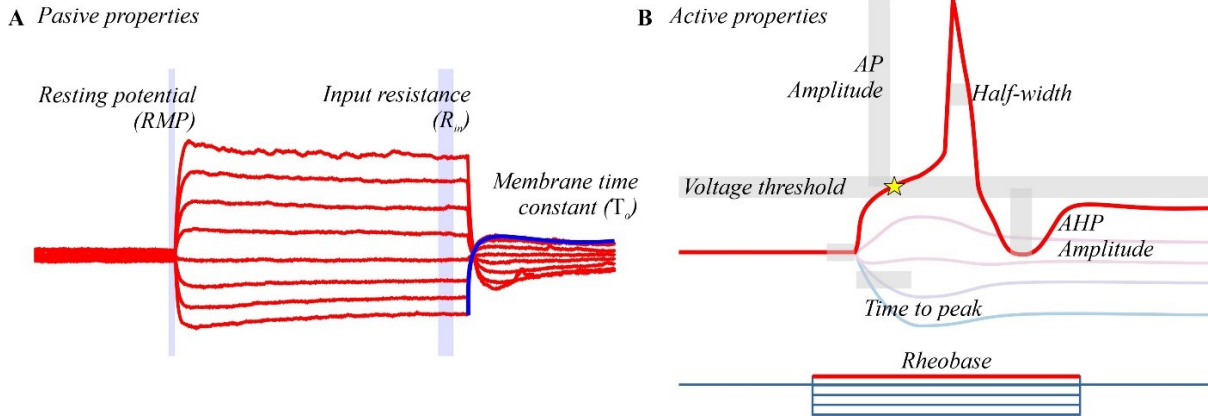 A Pasive properties
Resting potential
(RMP)
Input resistance
(Rin)
Membrane time
constant (To)
B Active properties
AP
Amplitude
Half-width
Voltage threshold
AHP
Amplitude
Time to peak
Rheobase